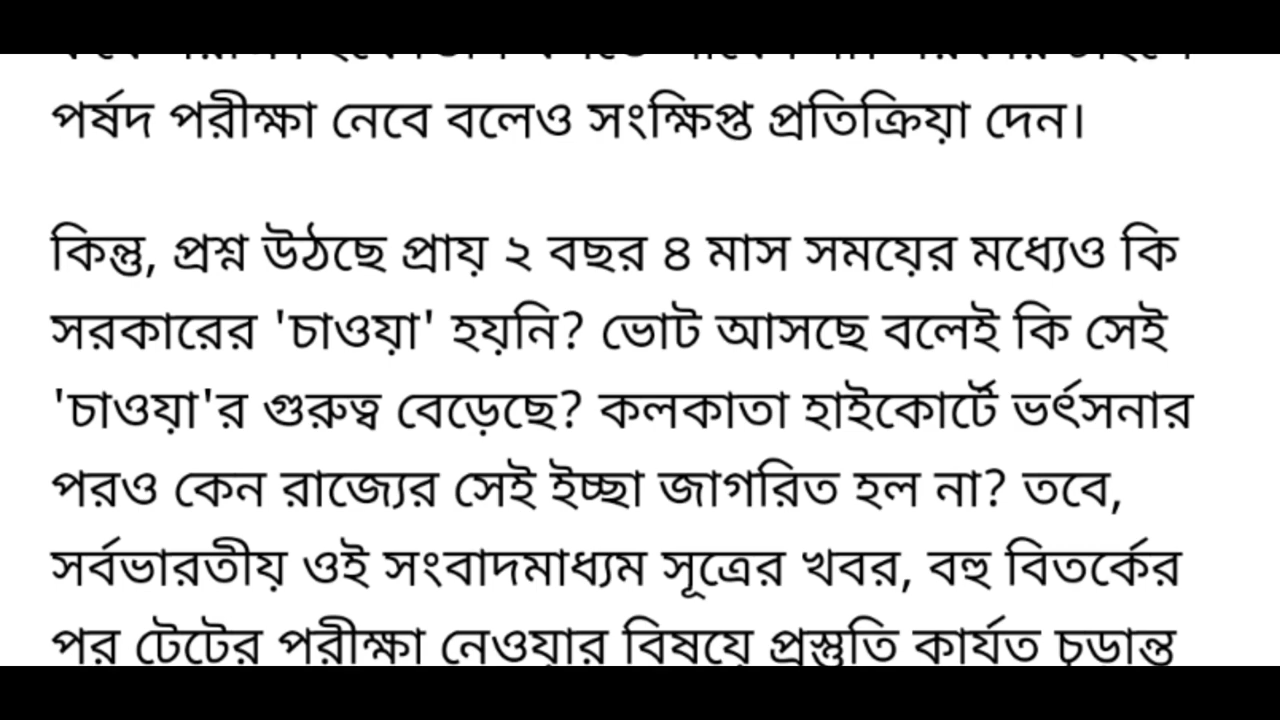 পর্ষদ পরীক্ষা নেবে বলেও সংক্ষিপ্ত প্রতিক্রিয়া দেন।
কিন্তু, প্রশ্ন উঠছে প্রায় ২ বছর ৪ মাস সময়ের মধ্যেও কি
সরকারের 'চাওয়া' হয়নি? ভোট আসছে বলেই কি সেই
'চাওয়া'র গুরুত্ব বেড়েছে? কলকাতা হাইকোর্টে ভর্ৎসনার
পরও কেন রাজ্যের সেই ইচ্ছা জাগরিত হল না? তবে,
সর্বভারতীয় ওই সংবাদমাধ্যম সূত্রের খবর, বহু বিতর্কের
পর টেটের পরীক্ষা নেওয়ার বিষয়ে প্রস্তুতি কার্যত চূড়ান্ত